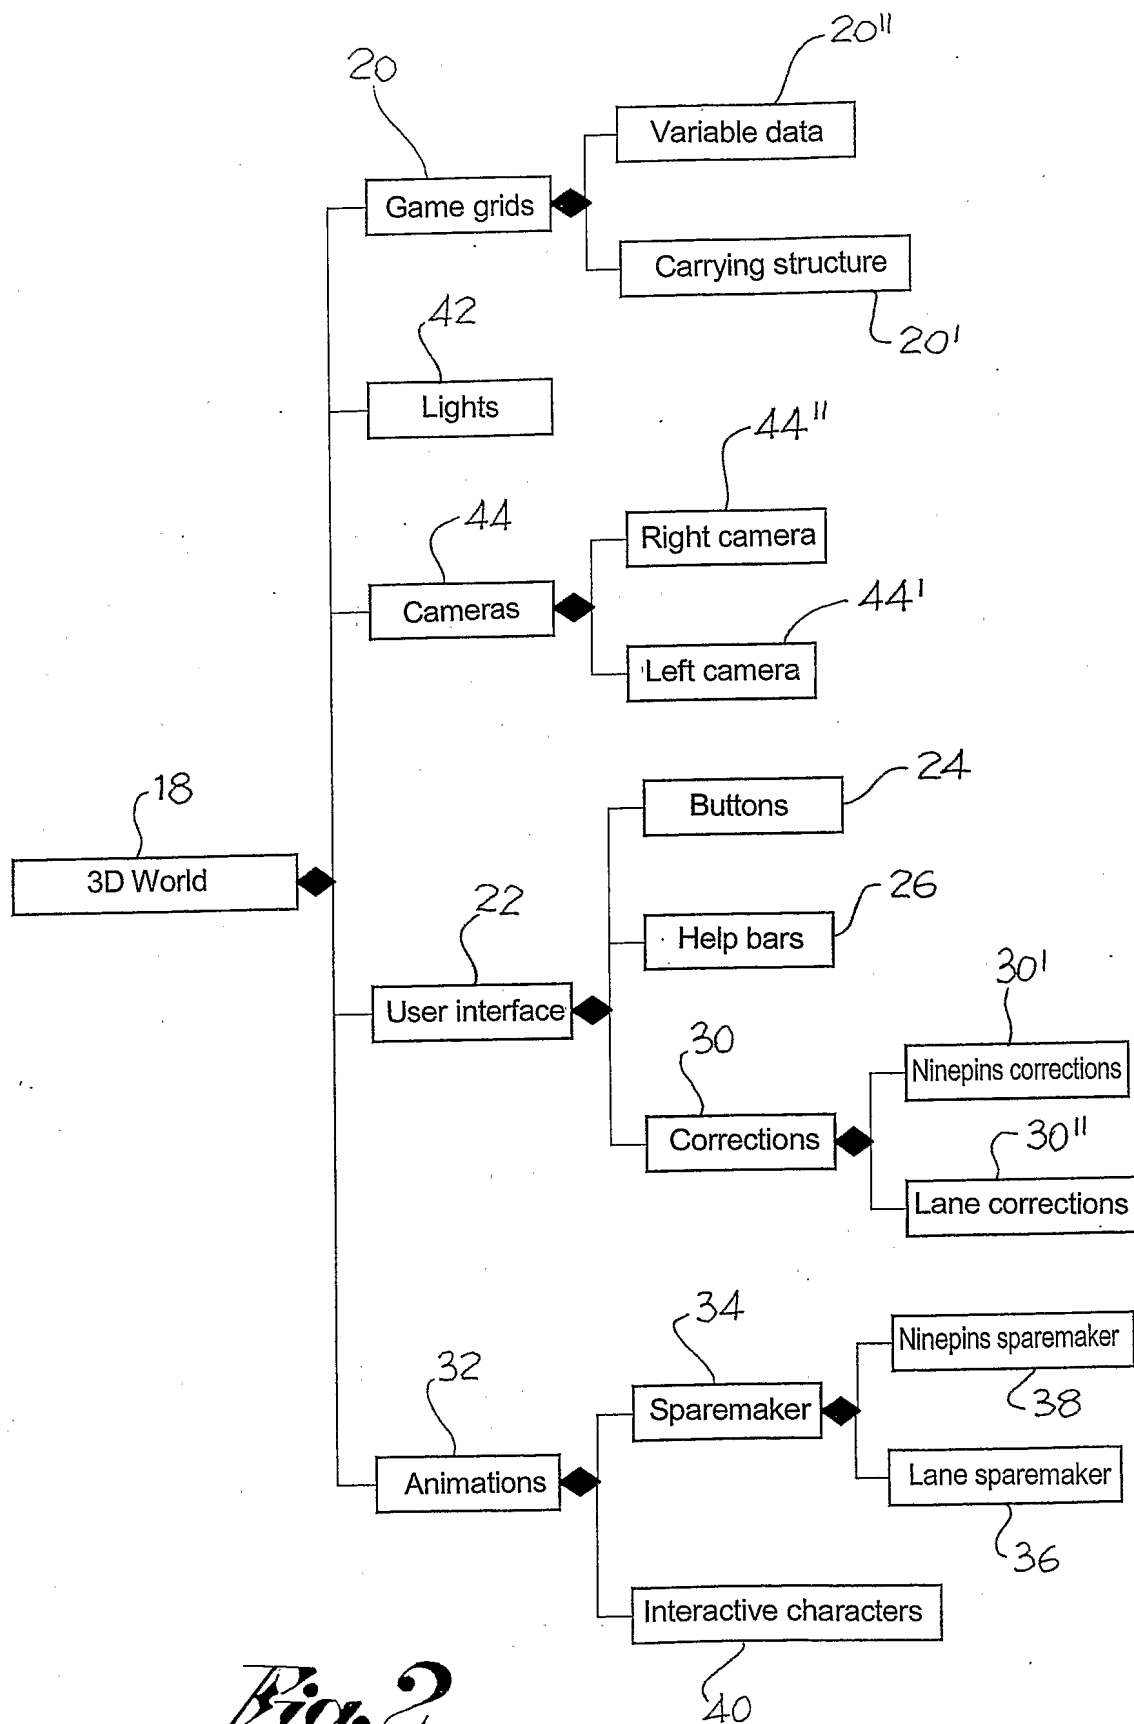 20"
20
Variable data
Game grids
Carrying structure
20'
42
Lights
44"
44
Right camera
Cameras
44'
Left camera
18
3D World
24
Buttons
22
26
Help bars
User interface
30'
30
Ninepins corrections
Corrections
30"
Lane corrections
34
Ninepins sparemaker
32
38
Sparemaker
Animations
Lane sparemaker
36
Interactive characters
40
Fig. 2